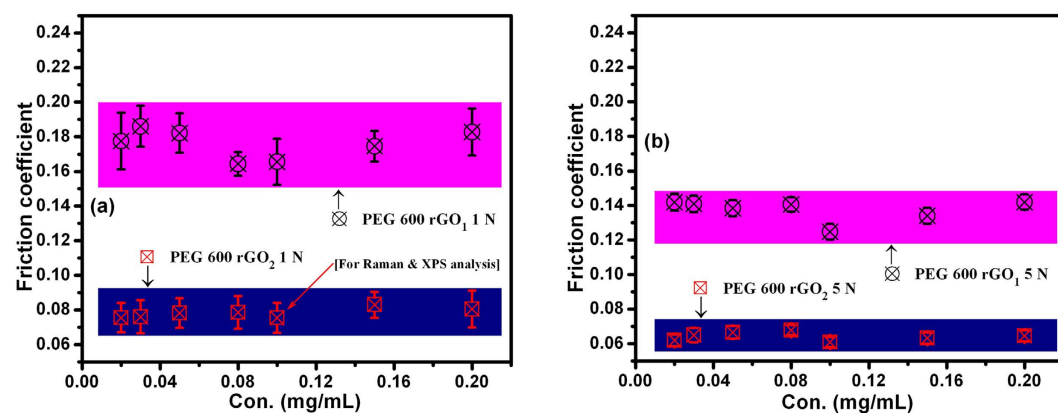 Friction coefficient
0.24
0.22
0.20
0.18
0.16
0.14
0.12
0.10
0.08
0.06
(a)
PEG 600 rGO₁ 1 N
PEG 600 rGO₂ 1 N
[For Raman & XPS analysis]
0.00 0.04 0.08 0.12 0.16 0.20
Con. (mg/mL)
Friction coefficient
0.24
0.22
0.20
0.18
0.16
0.14
0.12
0.10
0.08
0.06
(b)
PEG 600 rGO₁ 5 N
PEG 600 rGO₂ 5 N
0.00 0.04 0.08 0.12 0.16 0.20
Con. (mg/mL)